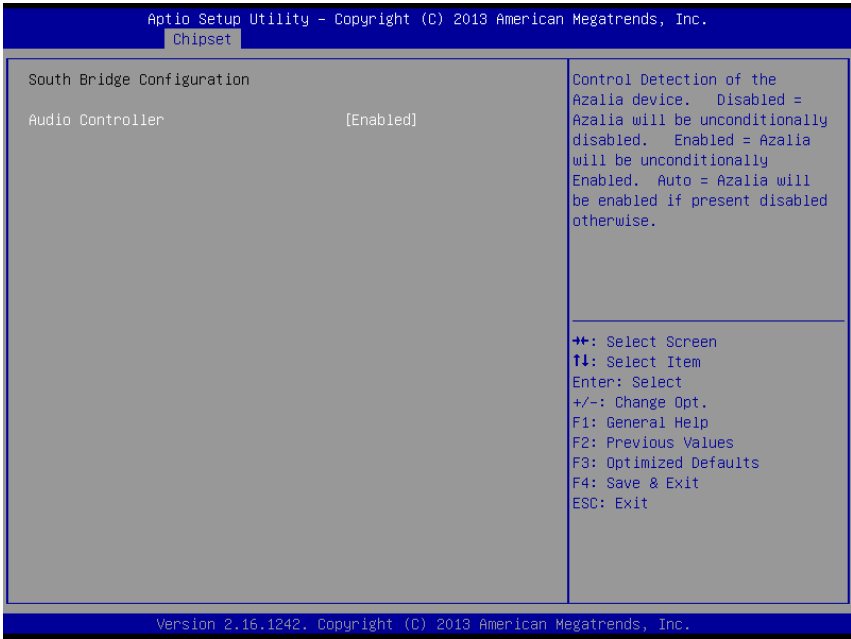 Aptio Setup Utility – Copyright (C) 2013 American Megatrends, Inc.
Chipset
South Bridge Configuration
Audio Controller [Enabled]
Control Detection of the
Azalia device. Disabled =
Azalia will be unconditionally
disabled. Enabled = Azalia
will be unconditionally
Enabled. Auto = Azalia will
be enabled if present disabled
otherwise.
→←: Select Screen
↑↓: Select Item
Enter: Select
+/-: Change Opt.
F1: General Help
F2: Previous Values
F3: Optimized Defaults
F4: Save & Exit
ESC: Exit
Version 2.16.1242. Copyright (C) 2013 American Megatrends, Inc.